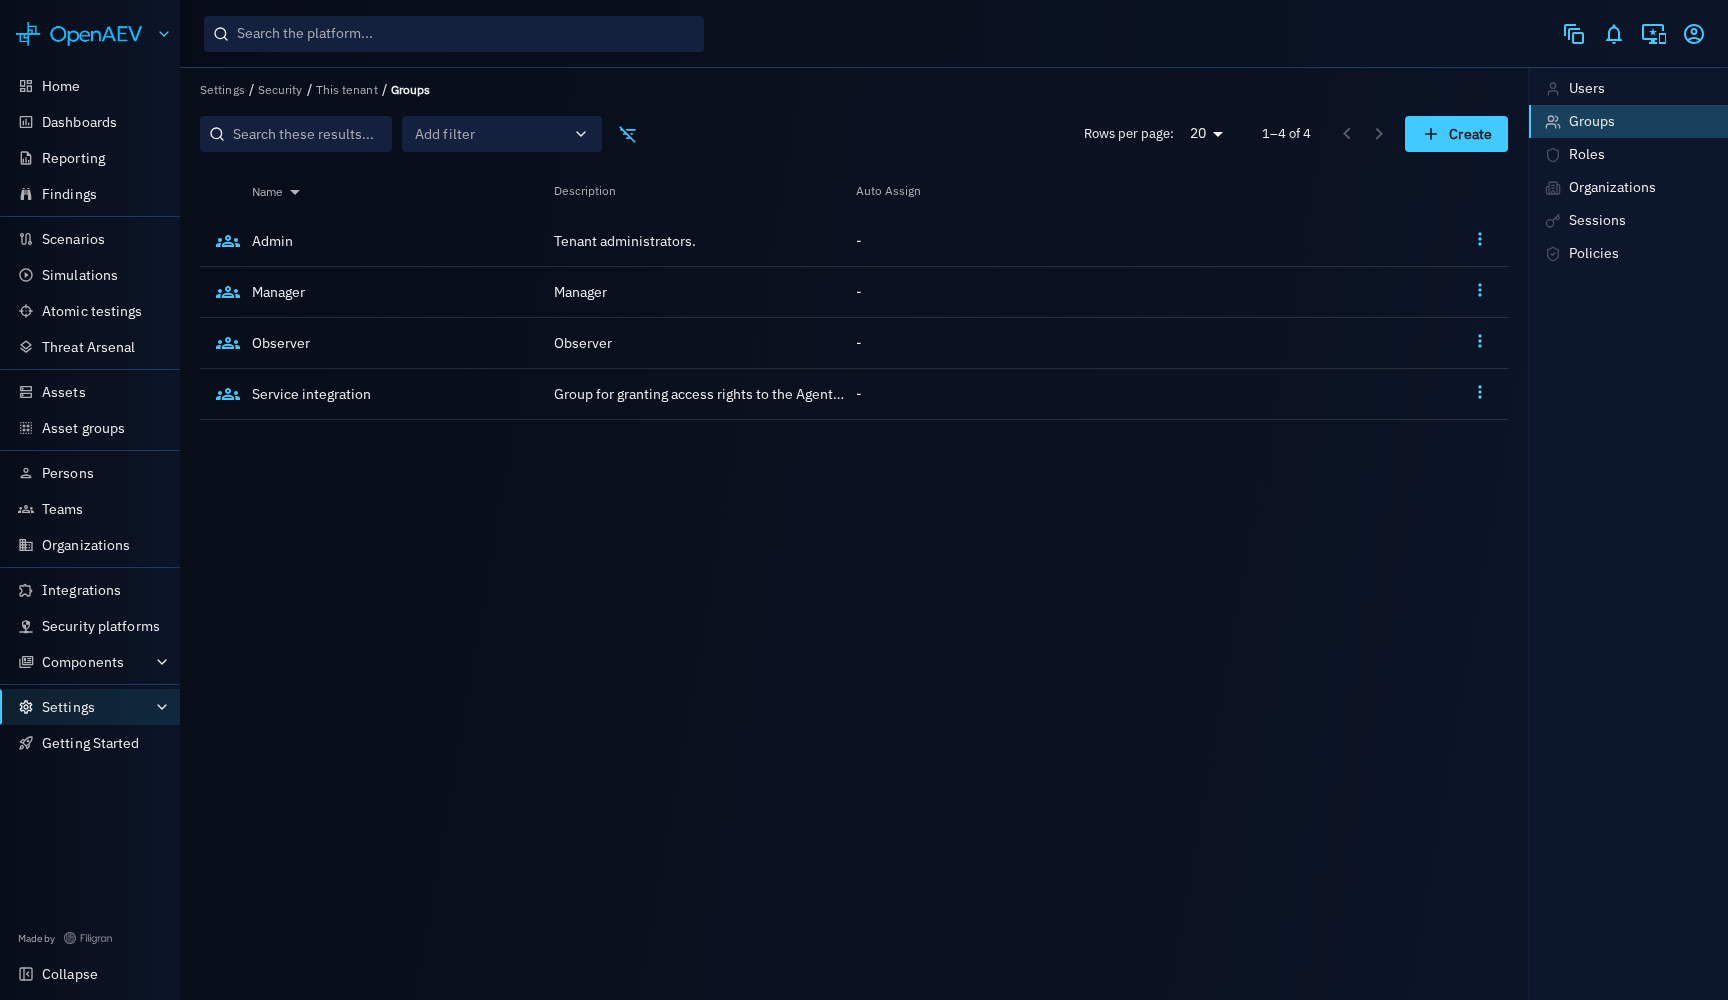 OpenAEV
Search the platform...
Home
Dashboards
Reporting
Findings
Scenarios
Simulations
Atomic testings
Threat Arsenal
Assets
Asset groups
Persons
Teams
Organizations
Integrations
Security platforms
Components
Settings
Getting Started
Made by Filigran
Collapse
Settings / Security / This tenant / Groups
Search these results...
Add filter
Rows per page: 20
1–4 of 4
Create
Name Description Auto Assign
Admin Tenant administrators. -
Manager Manager -
Observer Observer -
Service integration Group for granting access rights to the Agent... -
Users
Groups
Roles
Organizations
Sessions
Policies